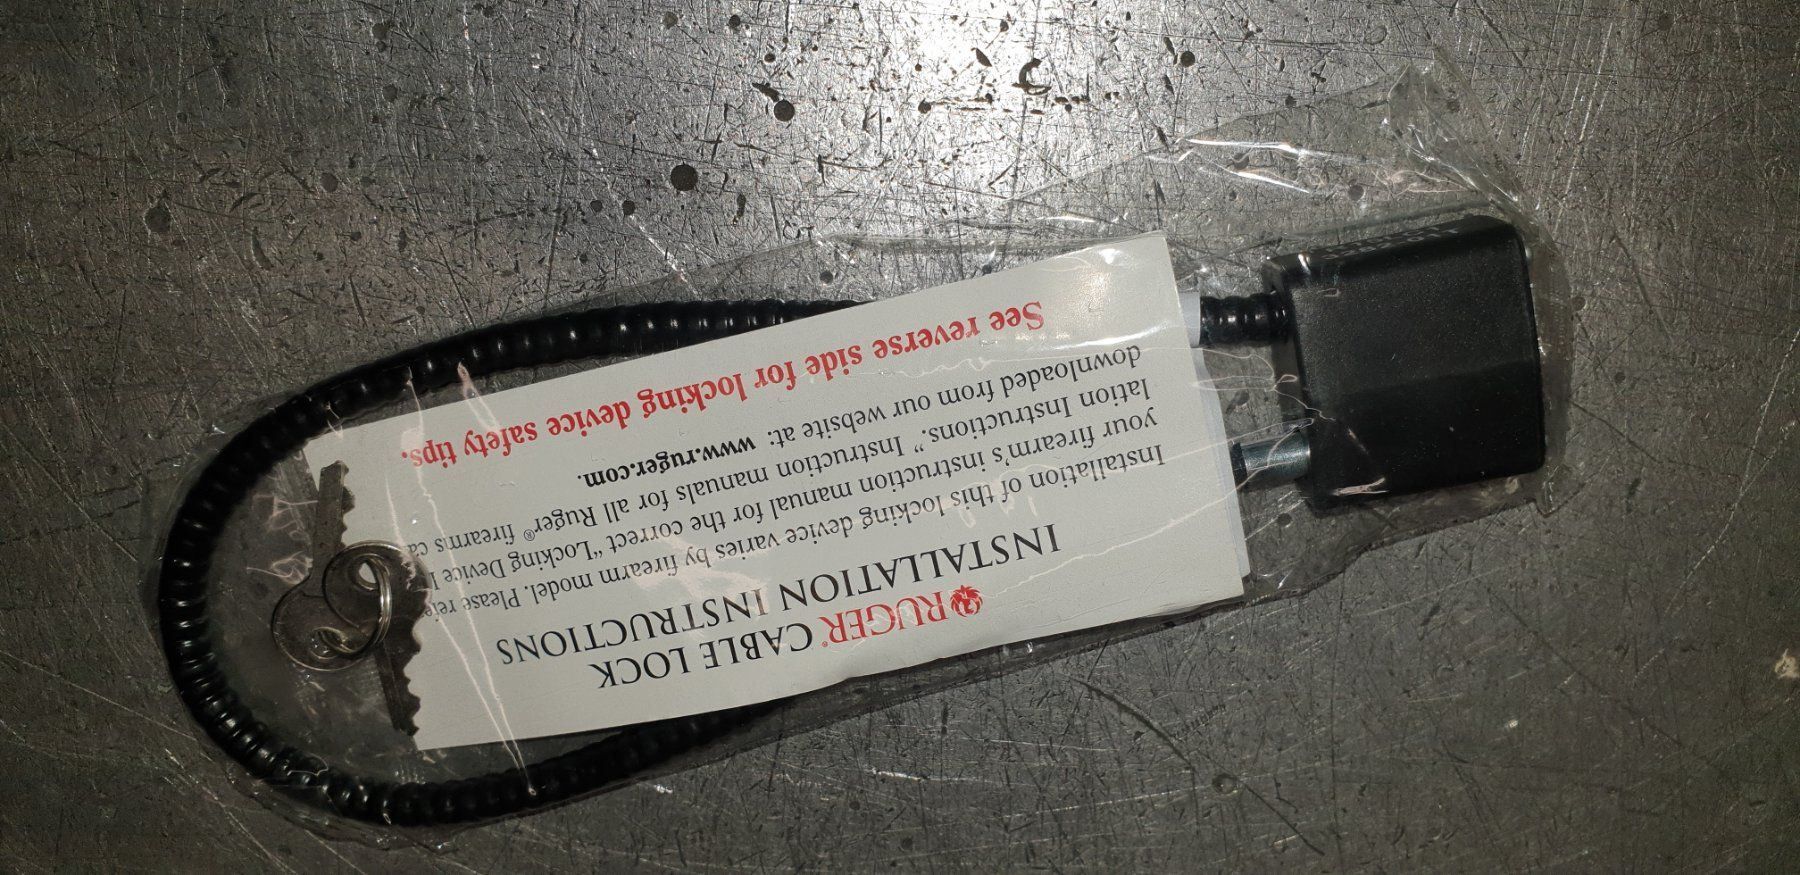 RUGER® CABLE LOCK
INSTALLATION INSTRUCTIONS
Installation of this locking device varies by firearm model. Please
your firearm's instruction manual for the correct "Locking Device
lation Instructions." Instruction manuals for all Ruger® firearms
downloaded from our website at: www.ruger.com.
See reverse side for locking device safety tips.